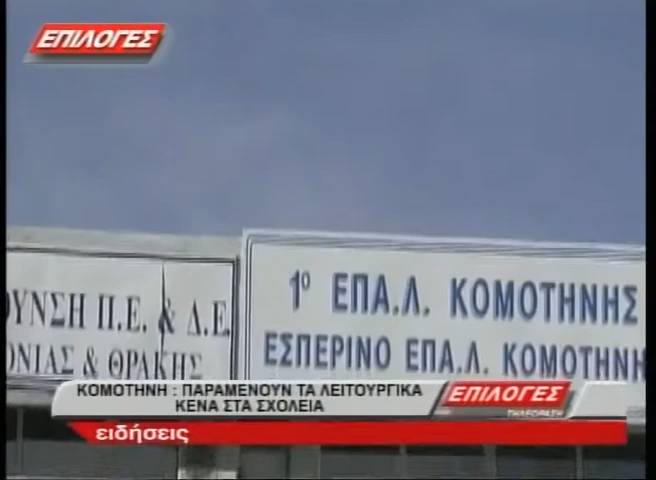 ΕΠΙΛΟΓΕΣ
ΥΝΣΗ Π.Ε. & Δ.Ε.
ΟΝΙΑΣ & ΘΡΑΚΗΣ
1ο ΕΠΑ.Λ. ΚΟΜΟΤΗΝΗΣ
ΕΣΠΕΡΙΝΟ ΕΠΑ.Λ. ΚΟΜΟΤΗΝΗ
ΚΟΜΟΤΗΝΗ : ΠΑΡΑΜΕΝΟΥΝ ΤΑ ΛΕΙΤΟΥΡΓΙΚΑ
ΚΕΝΑ ΣΤΑ ΣΧΟΛΕΙΑ
ΕΠΙΛΟΓΕΣ
ΤΗΛΕΟΡΑΣΗ
ειδήσεις